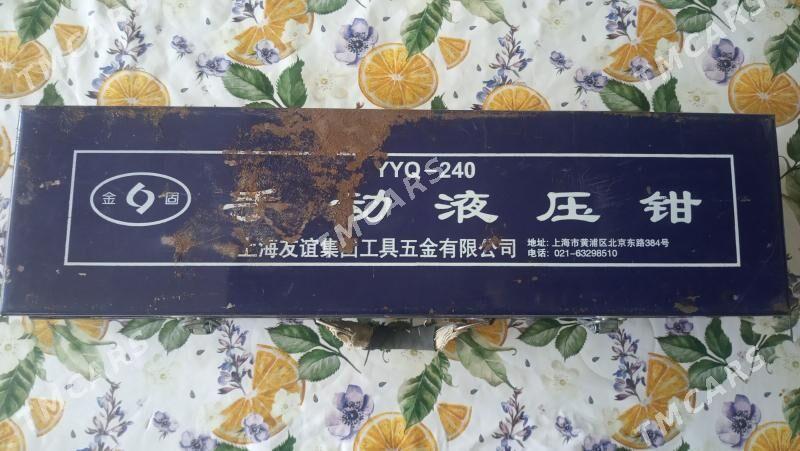 YYQ-240
金固
手动液压钳
上海友谊集团工具五金有限公司
地址: 上海市黄浦区北京东路384号
电话: 021-63298510
TMCARS